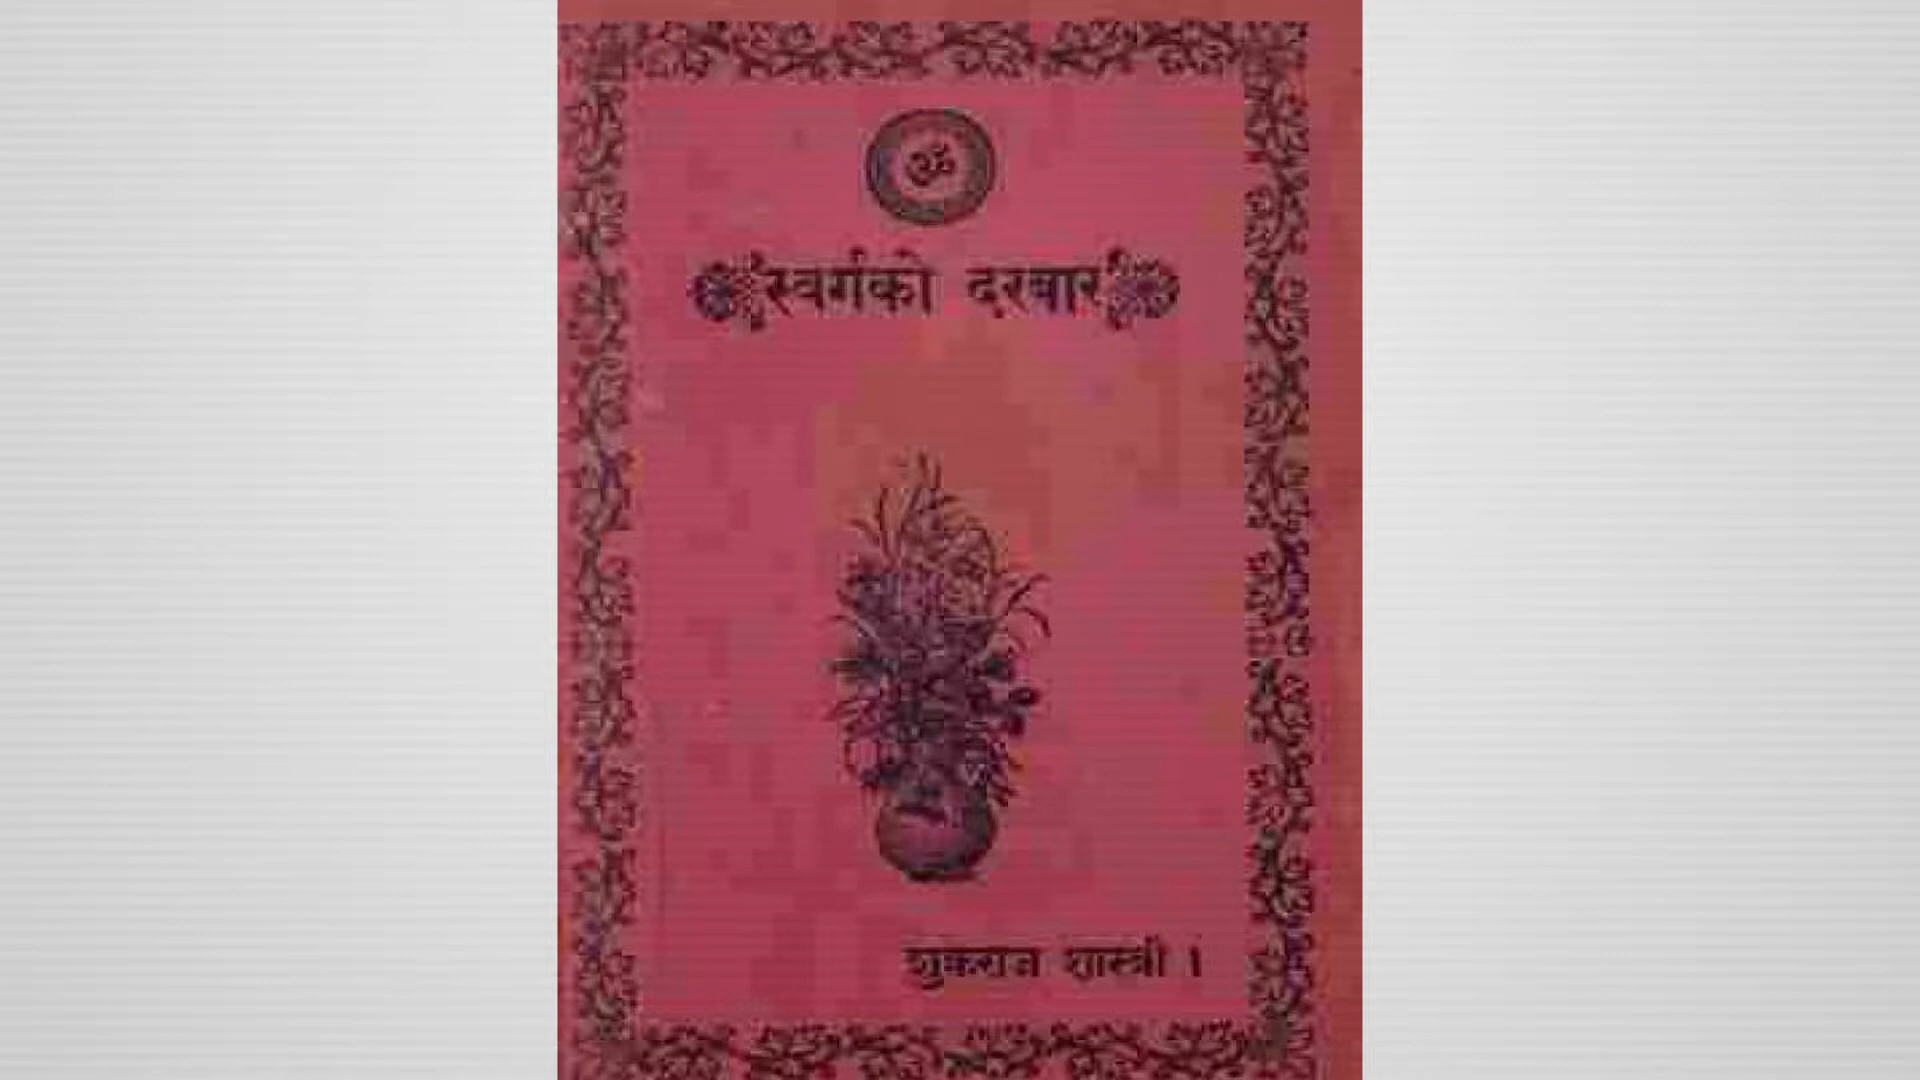 ॐ
स्वर्गको दरबार
शुक्रराज शास्त्री ।